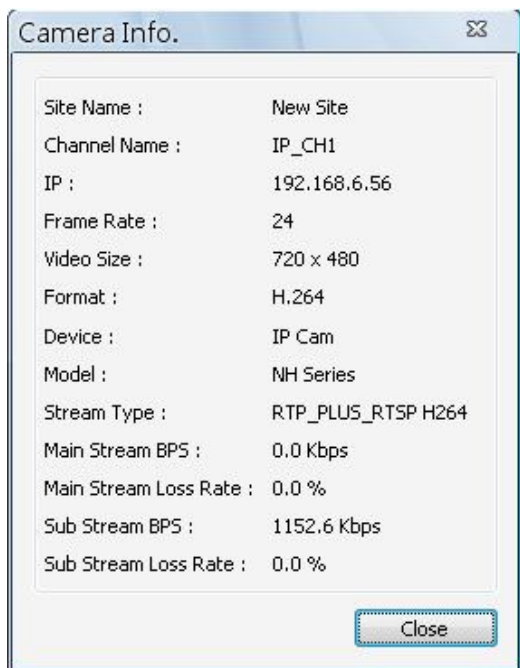 Camera Info.
Site Name : New Site
Channel Name : IP_CH1
IP : 192.168.6.56
Frame Rate : 24
Video Size : 720 x 480
Format : H.264
Device : IP Cam
Model : NH Series
Stream Type : RTP_PLUS_RTSP H264
Main Stream BPS : 0.0 Kbps
Main Stream Loss Rate : 0.0 %
Sub Stream BPS : 1152.6 Kbps
Sub Stream Loss Rate : 0.0 %
Close